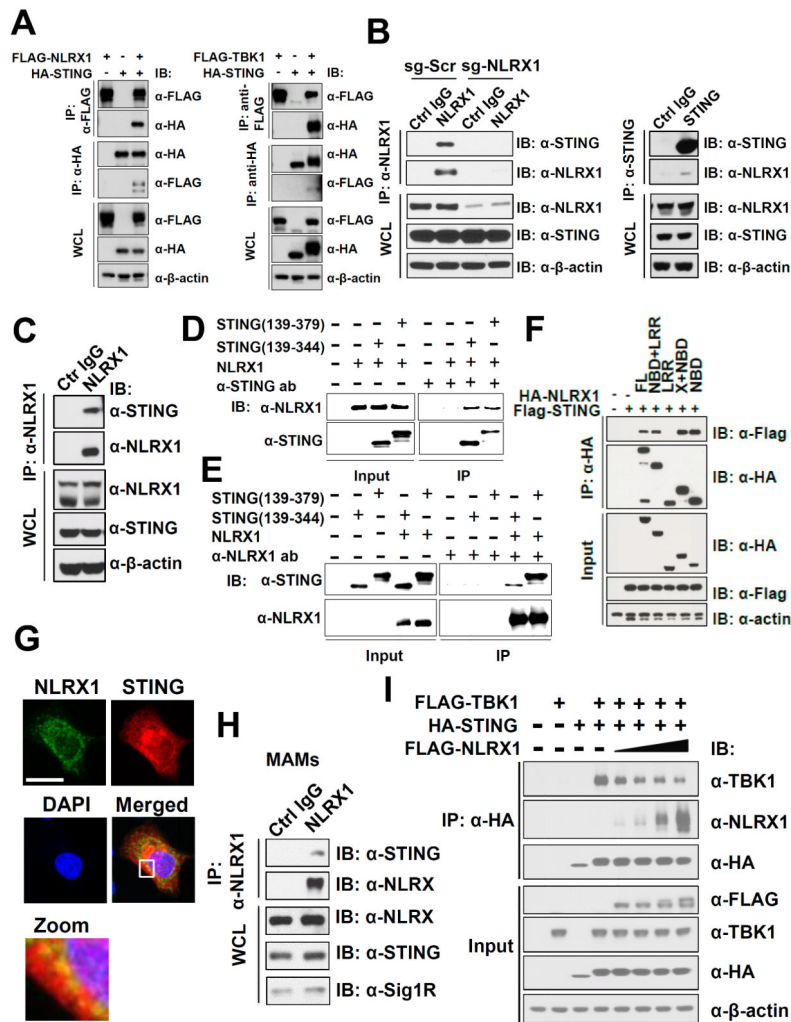 A
FLAG-NLRX1 + - +
HA-STING - + + IB:
IP: α-FLAG
α-FLAG
α-HA
IP: α-HA
α-HA
α-FLAG
WCL
α-FLAG
α-HA
α-β-actin
FLAG-TBK1 + - +
HA-STING - + + IB:
IP: anti-FLAG
α-FLAG
α-HA
IP: anti-HA
α-HA
α-FLAG
WCL
α-FLAG
α-HA
α-β-actin
B
sg-Scr sg-NLRX1
Ctrl IgG NLRX1 Ctrl IgG NLRX1
IP: α-NLRX1
IB: α-STING
IB: α-NLRX1
WCL
IB: α-NLRX1
IB: α-STING
IB: α-β-actin
Ctrl IgG STING
IP: α-STING
IB: α-STING
IB: α-NLRX1
WCL
IB: α-NLRX1
IB: α-STING
IB: α-β-actin
C
Ctr IgG NLRX1
IB:
IP: α-NLRX1
α-STING
α-NLRX1
WCL
α-NLRX1
α-STING
α-β-actin
D
STING(139-379) - - - + - - - +
STING(139-344) - - + - - - + -
NLRX1 - + + + - + + +
α-STING ab - - - - + + + +
IB: α-NLRX1
α-STING
Input IP
E
STING(139-379) - - + - + - - + - +
STING(139-344) - + - + - - + - + -
NLRX1 - - - + + - - - + +
α-NLRX1 ab - - - - - + + + + +
IB: α-STING
α-NLRX1
Input IP
F
HA-NLRX1 - - FL NBD+LRR LRR X+NBD NBD
Flag-STING - + + + + + +
IP: α-HA
IB: α-Flag
IB: α-HA
Input
IB: α-HA
IB: α-Flag
IB: α-actin
G
NLRX1 STING
DAPI Merged
Zoom
H
MAMs
Ctrl IgG NLRX1
IP: α-NLRX1
IB: α-STING
IB: α-NLRX
WCL
IB: α-NLRX
IB: α-STING
IB: α-Sig1R
I
FLAG-TBK1 - + - + + + + +
HA-STING - - + + + + + +
FLAG-NLRX1 - - - - IB:
IP: α-HA
α-TBK1
α-NLRX1
α-HA
Input
α-FLAG
α-TBK1
α-HA
α-β-actin